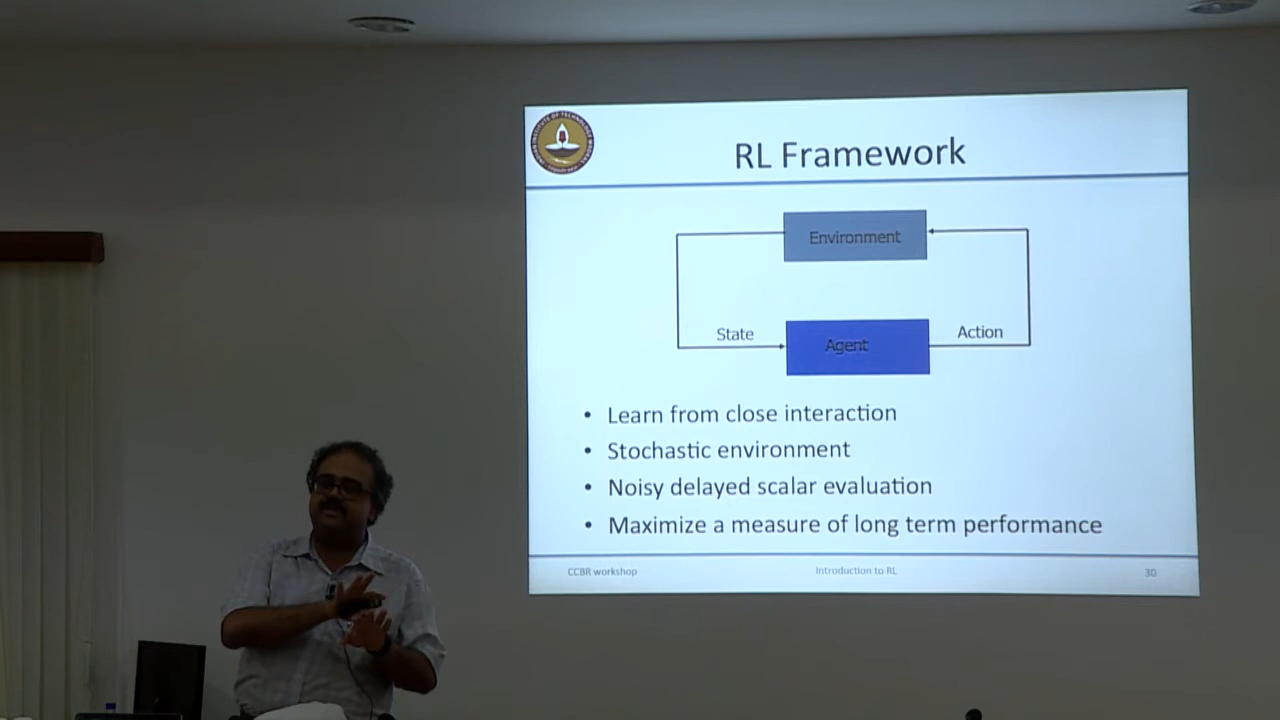 RL Framework
Environment
State
Agent
Action
• Learn from close interaction
• Stochastic environment
• Noisy delayed scalar evaluation
• Maximize a measure of long term performance
CCBR workshop
Introduction to RL
30